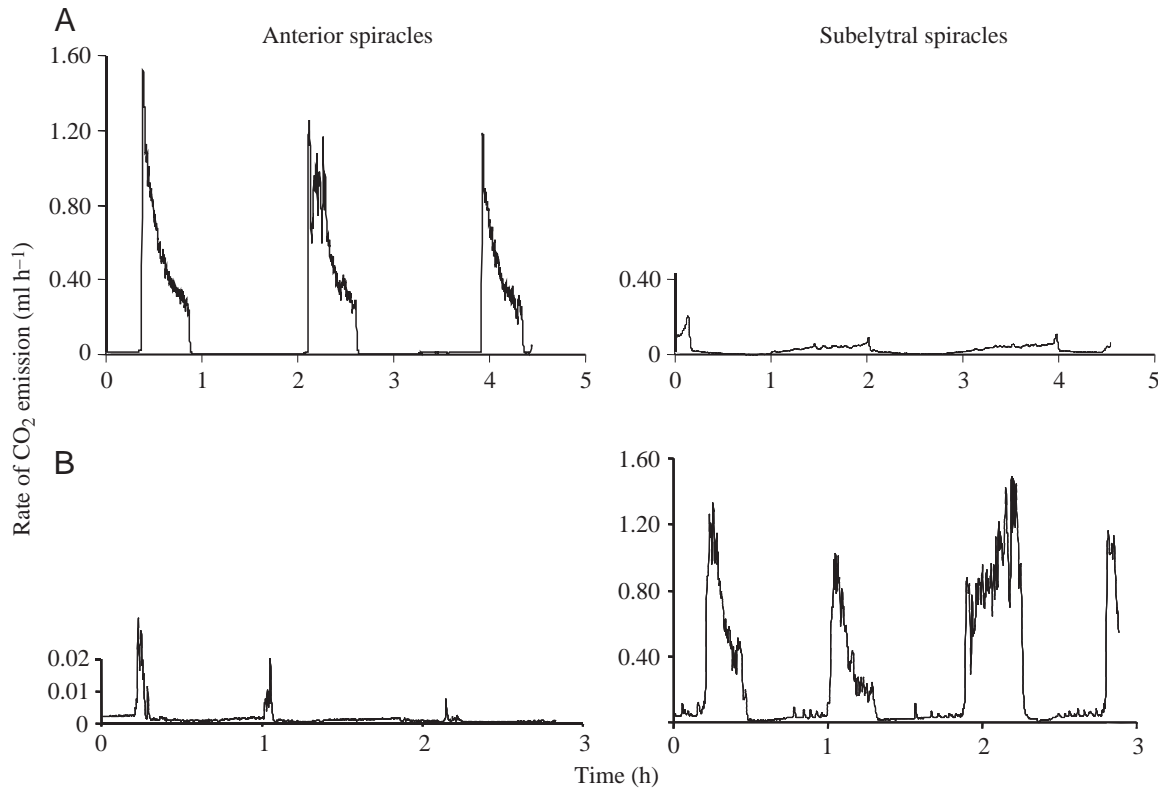 A
Anterior spiracles
Subelytral spiracles
1.60
1.20
0.80
0.40
0
0 1 2 3 4 5
0.40
0
0 1 2 3 4 5
Rate of CO2 emission (ml h–1)
B
0.02
0.01
0
0 1 2 3
1.60
1.20
0.80
0.40
0 1 2 3
Time (h)